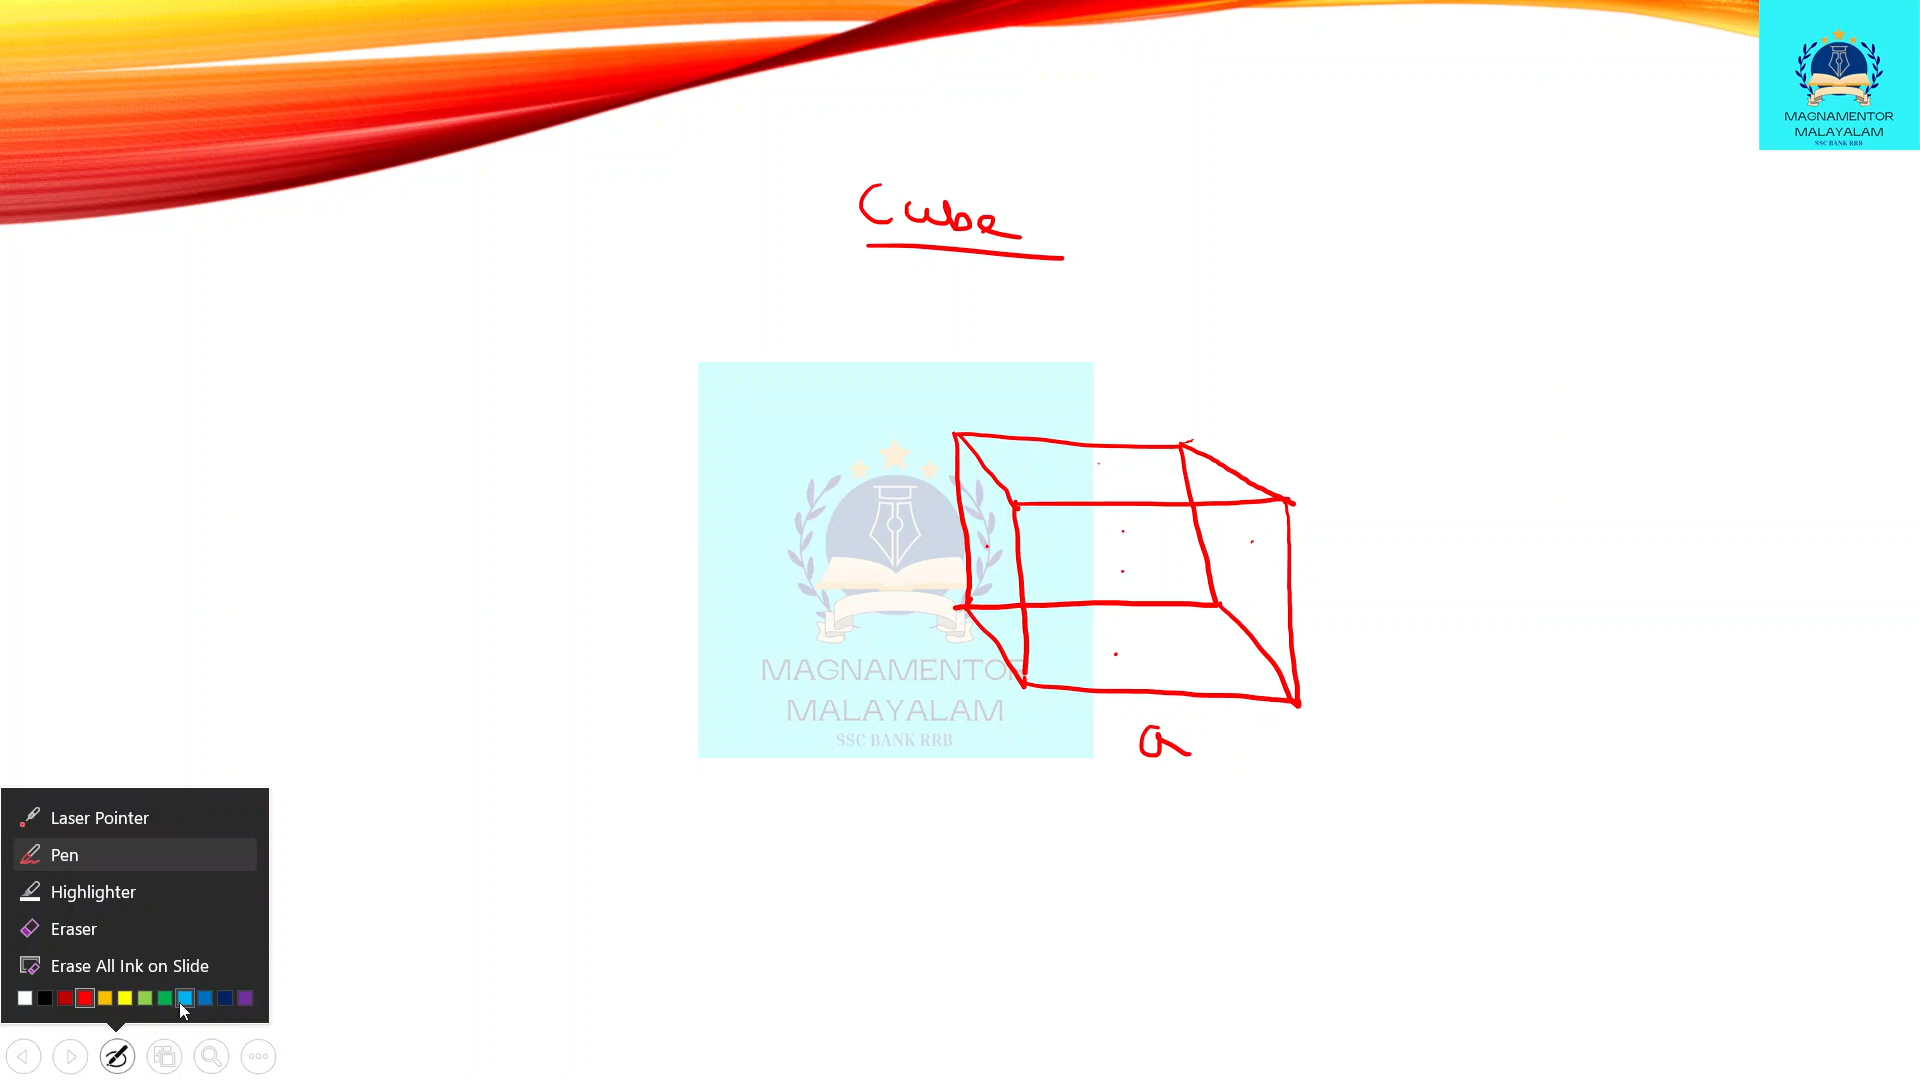 MAGNAMENTOR
MALAYALAM
SSC BANK RRB
Cube
MAGNAMENTOR
MALAYALAM
SSC BANK RRB
a
Laser Pointer
Pen
Highlighter
Eraser
Erase All Ink on Slide